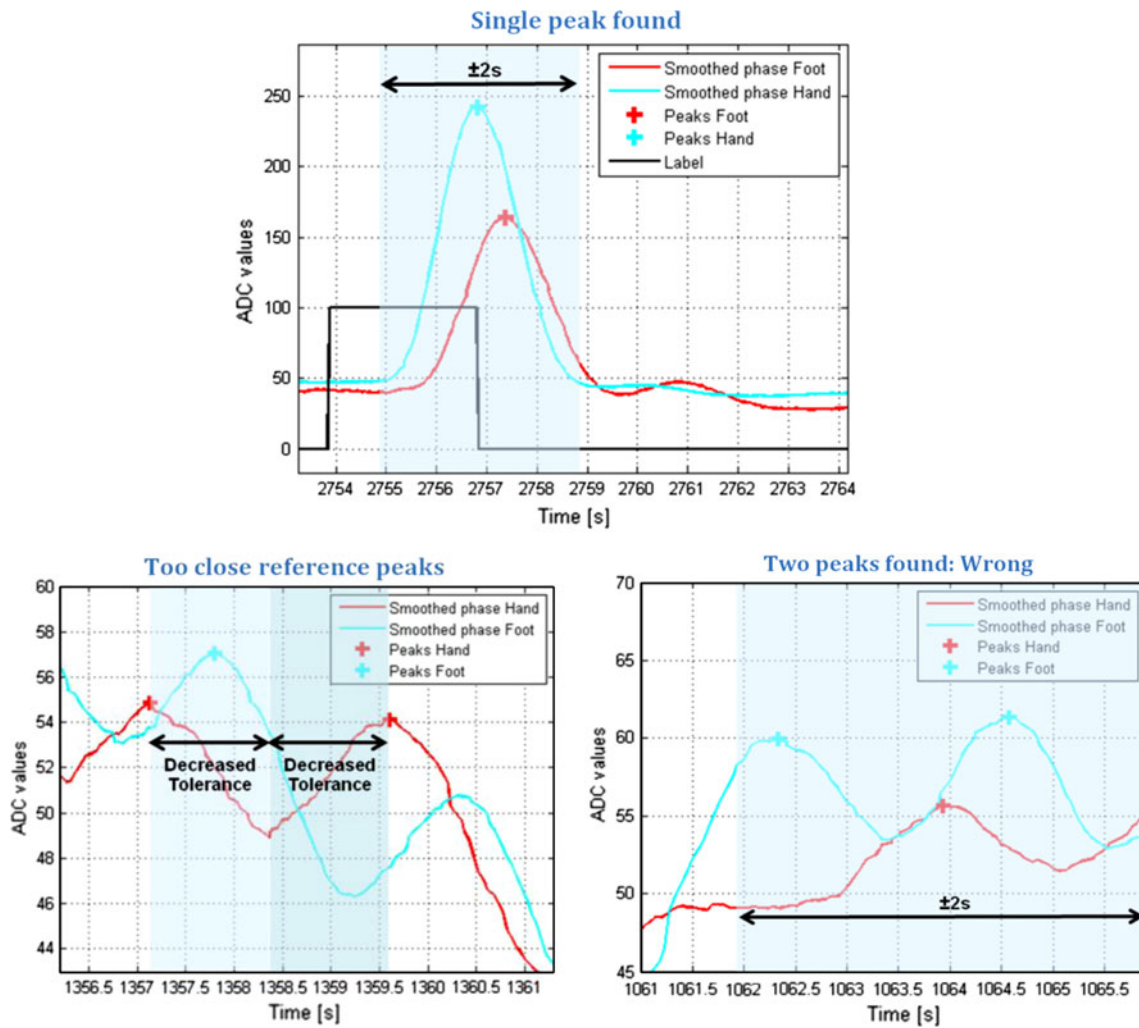 Single peak found
±2s
Smoothed phase Foot
Smoothed phase Hand
Peaks Foot
Peaks Hand
Label
250
200
150
100
50
0
ADC values
2754 2755 2756 2757 2758 2759 2760 2761 2762 2763 2764
Time [s]
Too close reference peaks
60
58
56
54
52
50
48
46
44
ADC values
Smoothed phase Hand
Smoothed phase Foot
Peaks Hand
Peaks Foot
Decreased Tolerance
Decreased Tolerance
1356.5 1357 1357.5 1358 1358.5 1359 1359.5 1360 1360.5 1361
Time [s]
Two peaks found: Wrong
70
65
60
55
50
45
ADC values
Smoothed phase Hand
Smoothed phase Foot
Peaks Hand
Peaks Foot
±2s
1061 1061.5 1062 1062.5 1063 1063.5 1064 1064.5 1065 1065.5
Time [s]